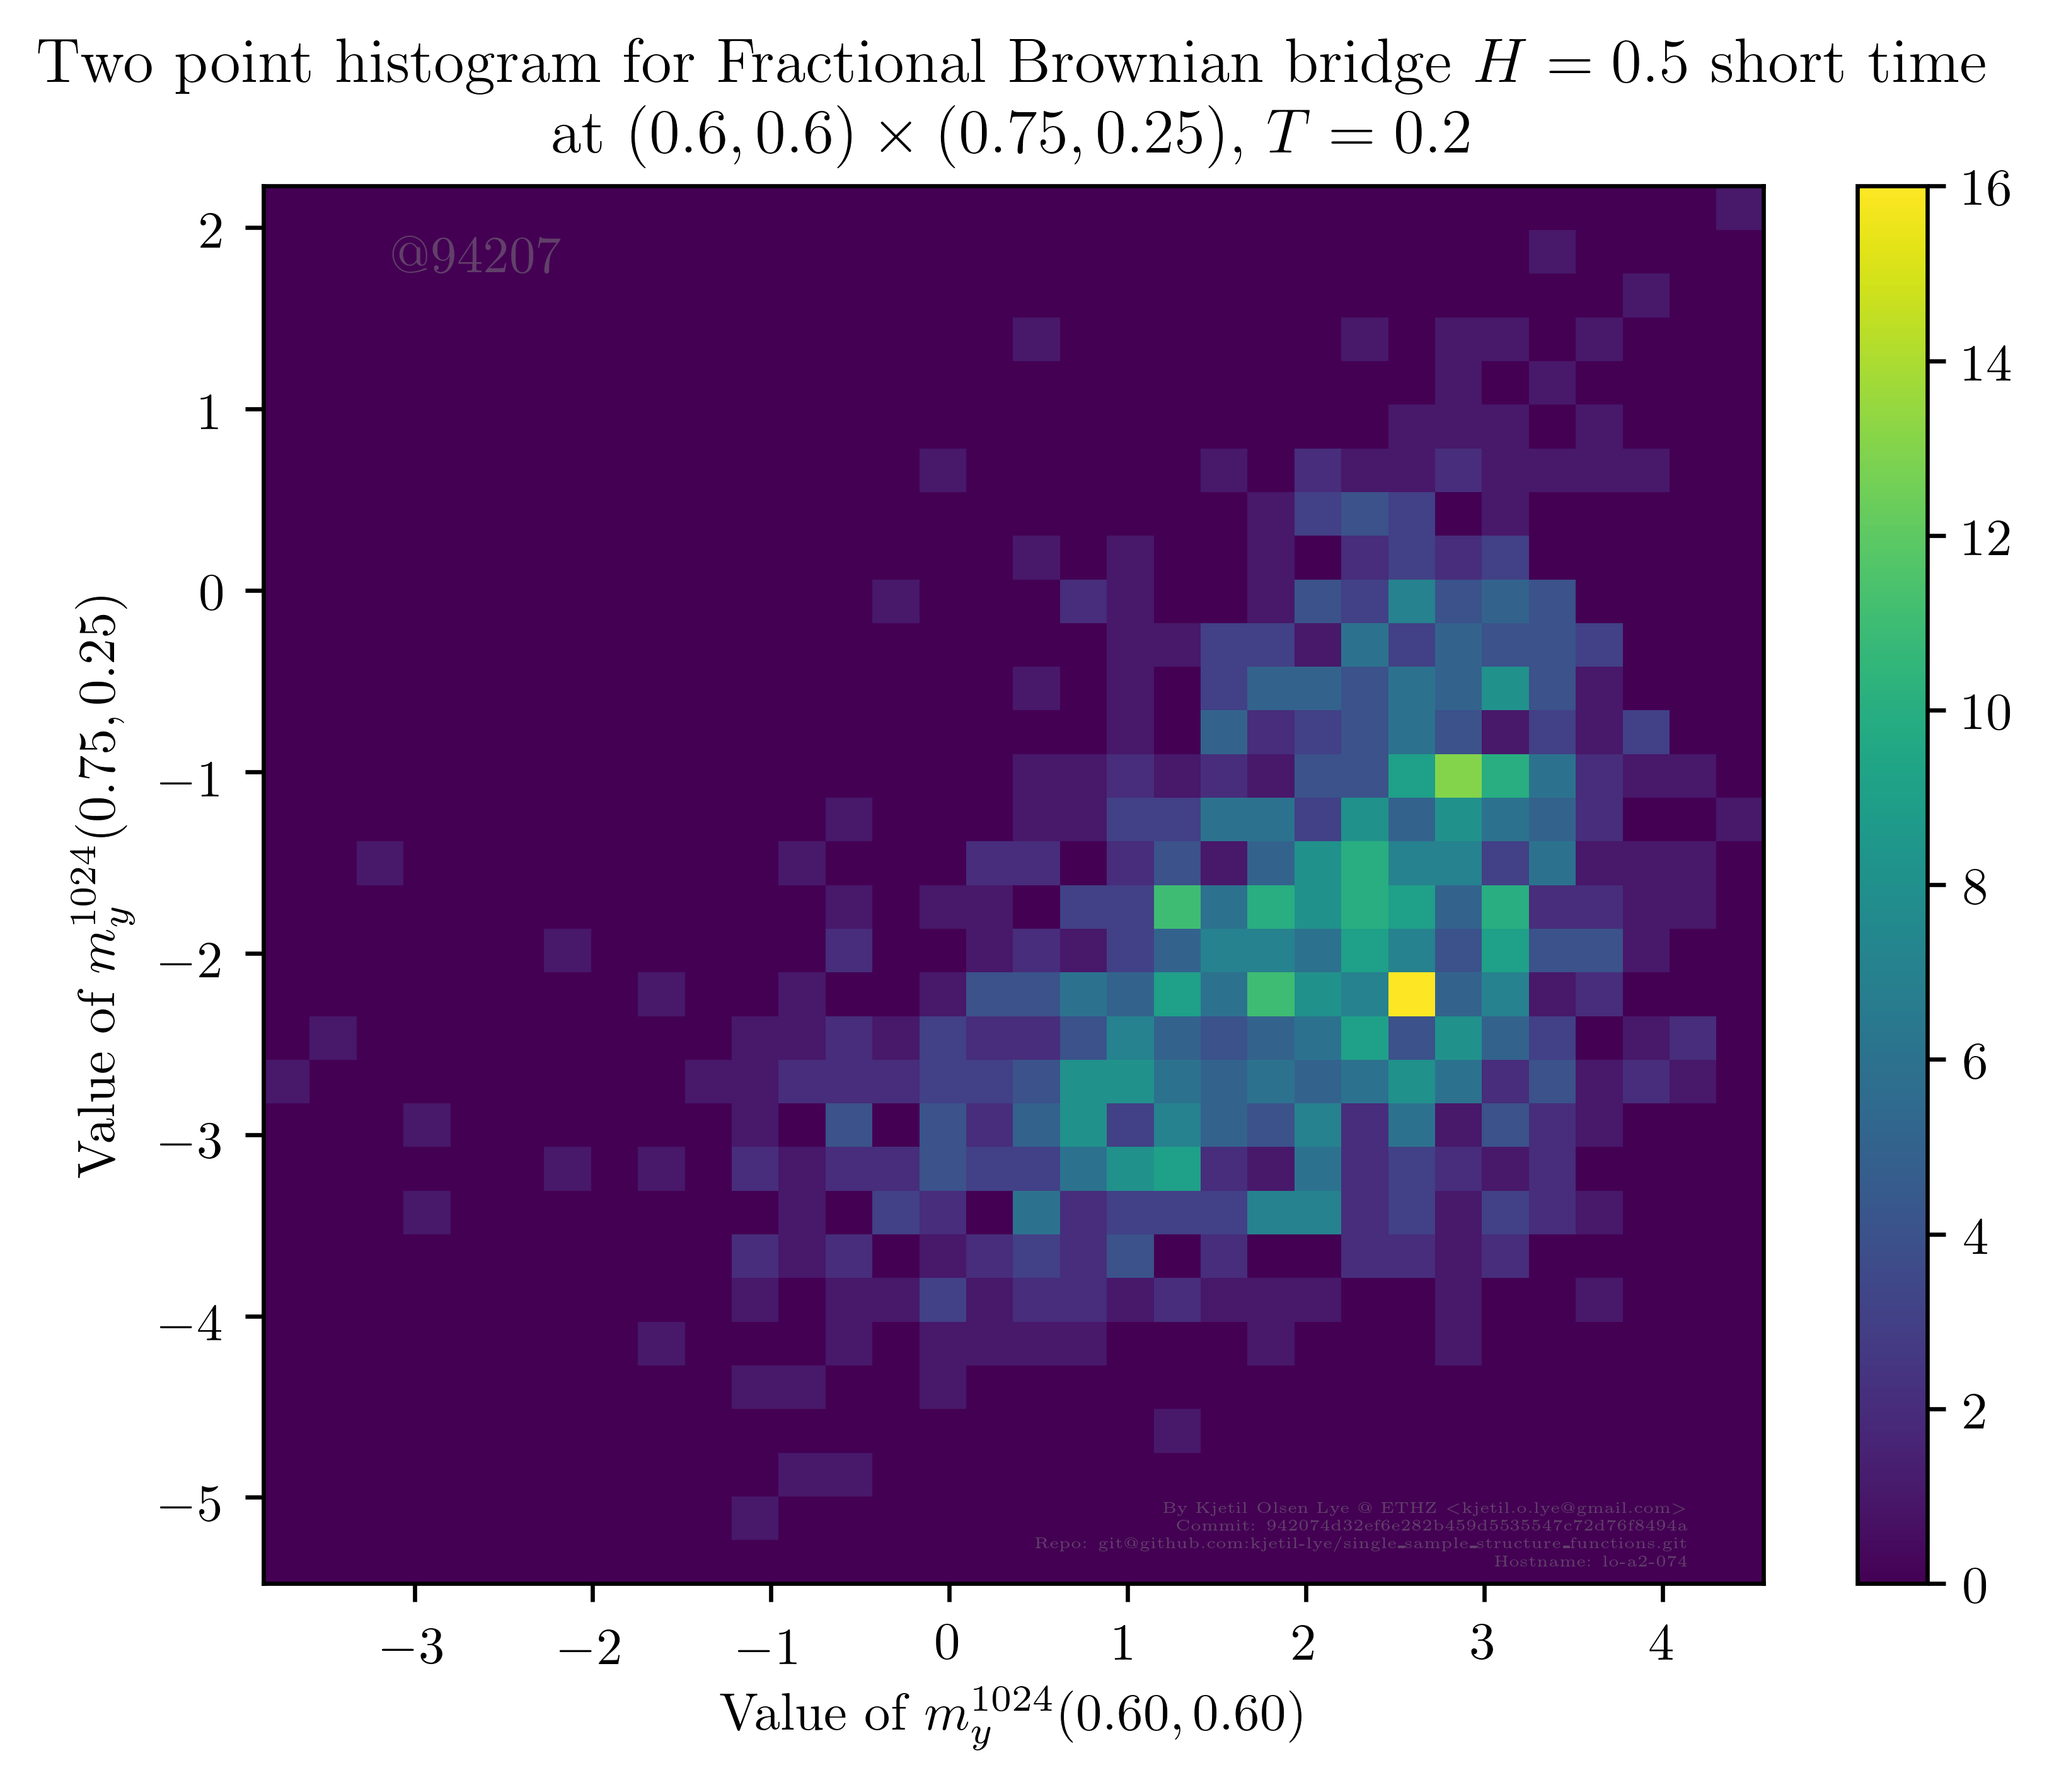 Two point histogram for Fractional Brownian bridge H = 0.5 short time
at (0.6, 0.6) × (0.75, 0.25), T = 0.2
@94207
2
1
0
−1
−2
−3
−4
−5
Value of m_y^1024(0.75, 0.25)
−3 −2 −1 0 1 2 3 4
Value of m_y^1024(0.60, 0.60)
16
14
12
10
8
6
4
2
0
By Kjetil Olsen Lye @ ETHZ <kjetil.o.lye@gmail.com>
Commit: 942074d32ef6e282b459d5535547c72d76f8494a
Repo: git@github.com:kjetil-lye/single_sample_structure_functions.git
Hostname: lo-a2-074